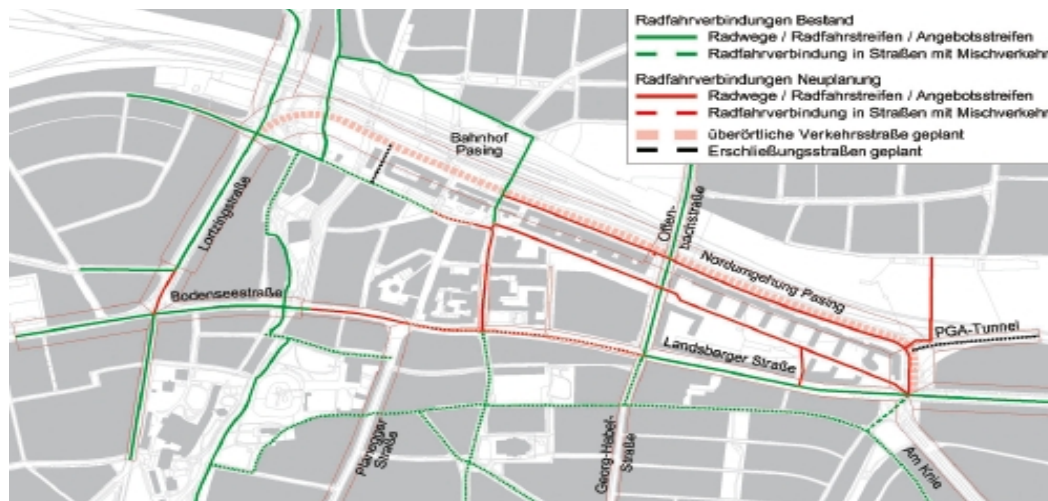 Radfahrverbindungen Bestand
Radwege / Radfahrstreifen / Angebotsstreifen
Radfahrverbindung in Straßen mit Mischverkehr
Radfahrverbindungen Neuplanung
Radwege / Radfahrstreifen / Angebotsstreifen
Radfahrverbindung in Straßen mit Mischverkehr
überörtliche Verkehrsstraße geplant
Erschließungsstraßen geplant
Bahnhof
Pasing
Lortzingstraße
Offen-
bachstraße
Nordumgehung Pasing
Bodenseestraße
PGA-Tunnel
Landsberger Straße
Planegger
Straße
Georg-Habel-
Straße
Am Knie